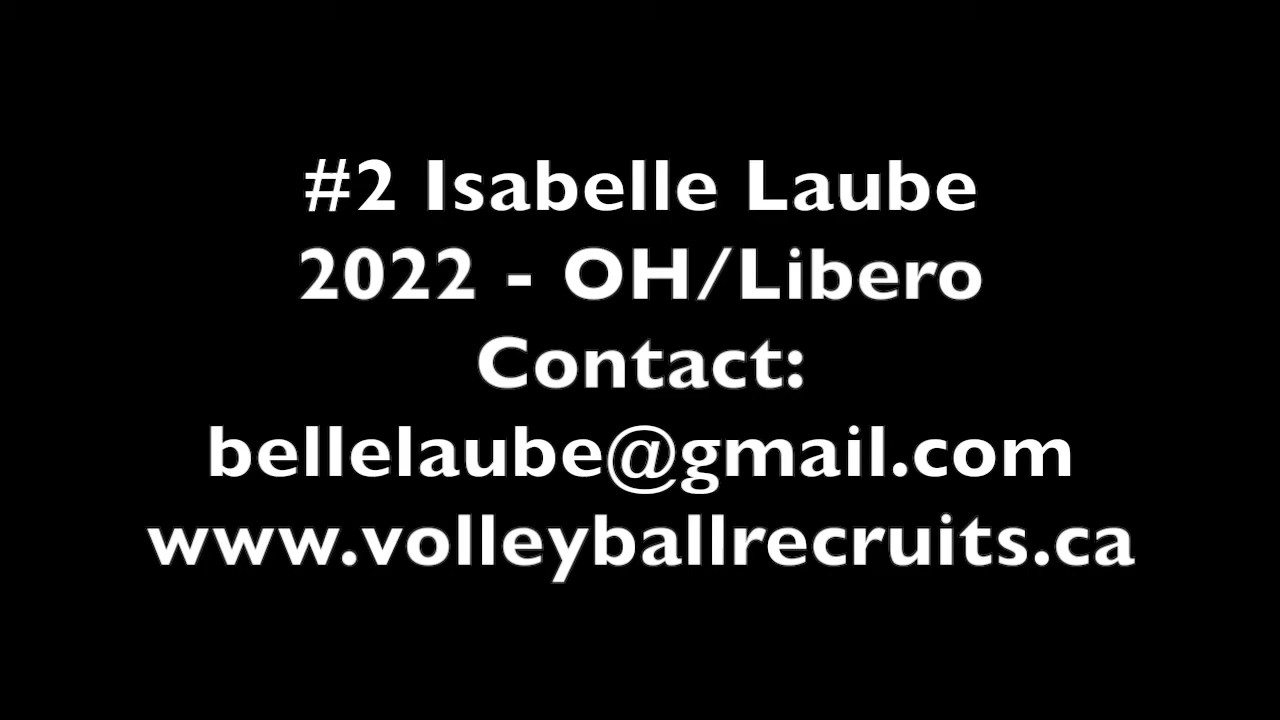 #2 Isabelle Laube
2022 - OH/Libero
Contact:
bellelaube@gmail.com
www.volleyballrecruits.ca